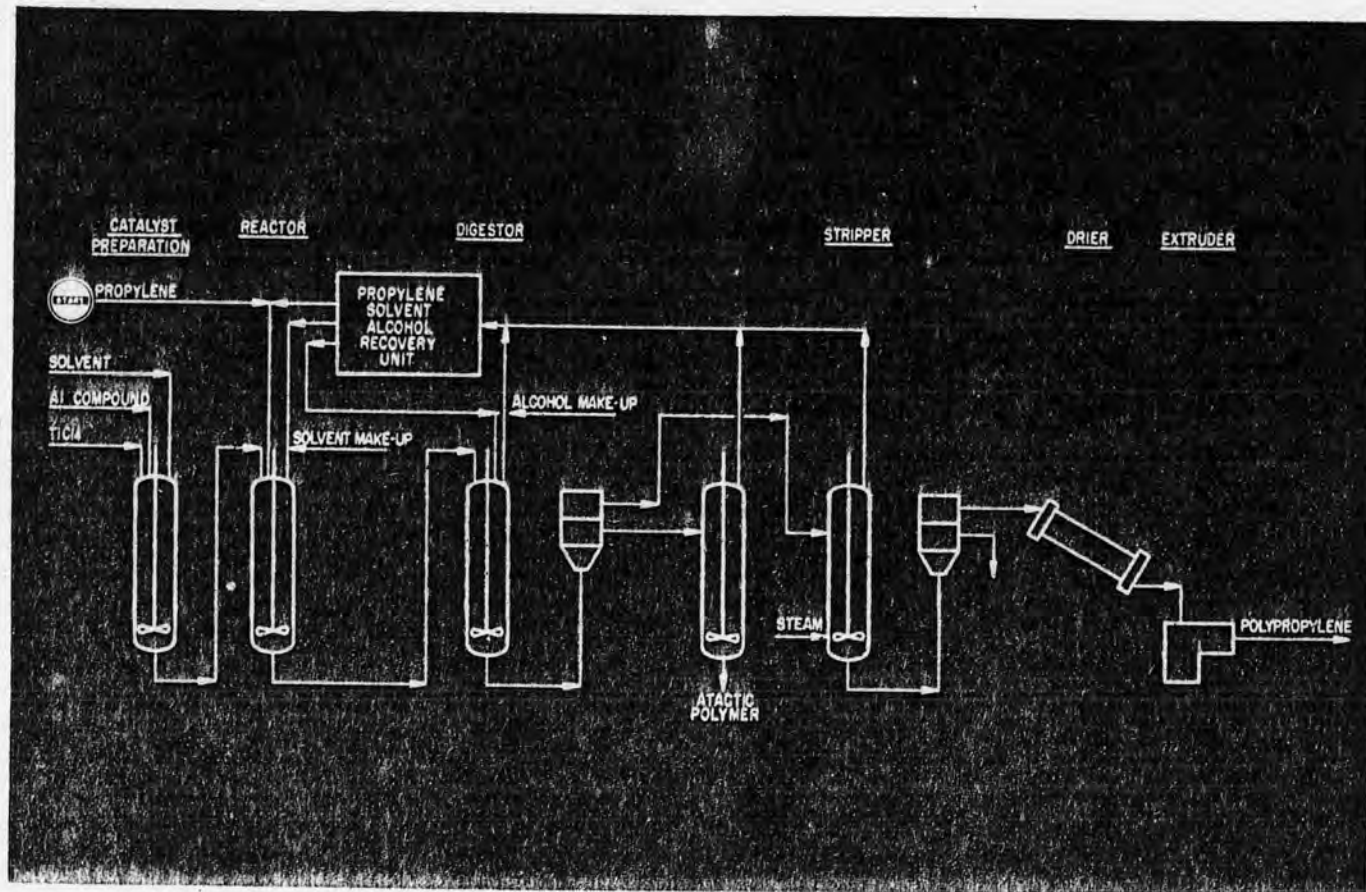 CATALYST
PREPARATION
REACTOR
DIGESTOR
STRIPPER
DRIER
EXTRUDER
START
PROPYLENE
PROPYLENE
SOLVENT
ALCOHOL
RECOVERY
UNIT
SOLVENT
Al COMPOUND
TiCl4
ALCOHOL MAKE-UP
SOLVENT MAKE-UP
STEAM
POLYPROPYLENE
ATACTIC
POLYMER